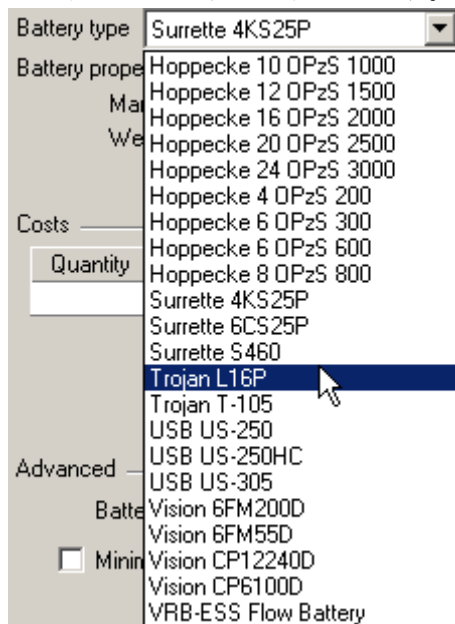 Battery type Surrette 4KS25P
Battery prope
Hoppecke 10 OPzS 1000
Hoppecke 12 OPzS 1500
Ma
Hoppecke 16 OPzS 2000
We
Hoppecke 20 OPzS 2500
Hoppecke 24 OPzS 3000
Hoppecke 4 OPzS 200
Costs
Hoppecke 6 OPzS 300
Hoppecke 6 OPzS 600
Quantity
Hoppecke 8 OPzS 800
Surrette 4KS25P
Surrette 6CS25P
Surrette S460
Trojan L16P
Trojan T-105
USB US-250
USB US-250HC
Advanced
USB US-305
Batte
Vision 6FM200D
Vision 6FM55D
Minin
Vision CP12240D
Vision CP6100D
VRB-ESS Flow Battery